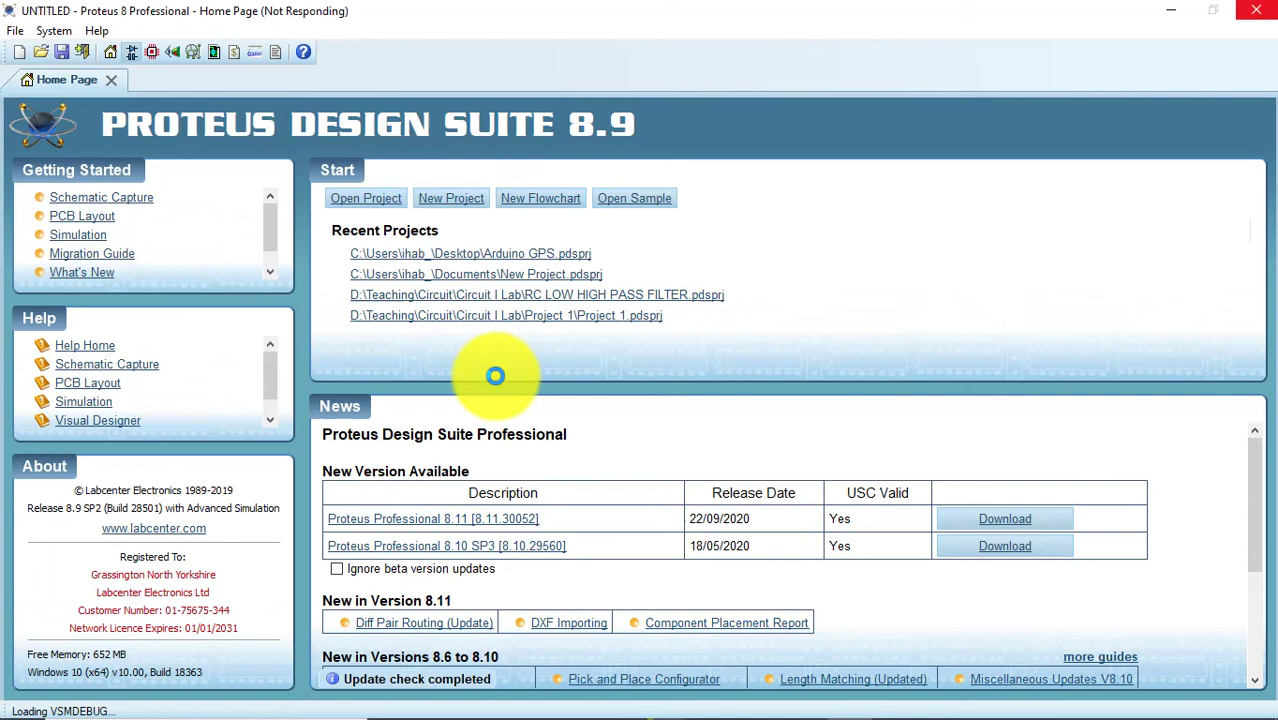 UNTITLED - Proteus 8 Professional - Home Page (Not Responding)
File System Help
Home Page
PROTEUS DESIGN SUITE 8.9
Getting Started
Schematic Capture
PCB Layout
Simulation
Migration Guide
What's New
Help
Help Home
Schematic Capture
PCB Layout
Simulation
Visual Designer
About
© Labcenter Electronics 1989-2019
Release 8.9 SP2 (Build 28501) with Advanced Simulation
www.labcenter.com
Registered To:
Grassington North Yorkshire
Labcenter Electronics Ltd
Customer Number: 01-75675-344
Network Licence Expires: 01/01/2031
Free Memory: 652 MB
Windows 10 (x64) v10.00, Build 18363
Start
Open Project New Project New Flowchart Open Sample
Recent Projects
C:\Users\ihab_\Desktop\Arduino GPS.pdsprj
C:\Users\ihab_\Documents\New Project.pdsprj
D:\Teaching\Circuit\Circuit I Lab\RC LOW HIGH PASS FILTER.pdsprj
D:\Teaching\Circuit\Circuit I Lab\Project 1\Project 1.pdsprj
News
Proteus Design Suite Professional
New Version Available
Description Release Date USC Valid
Proteus Professional 8.11 [8.11.30052] 22/09/2020 Yes Download
Proteus Professional 8.10 SP3 [8.10.29560] 18/05/2020 Yes Download
Ignore beta version updates
New in Version 8.11
Diff Pair Routing (Update) DXF Importing Component Placement Report
New in Versions 8.6 to 8.10 more guides
Update check completed Pick and Place Configurator Length Matching (Updated) Miscellaneous Updates V8.10
Loading VSMDEBUG...